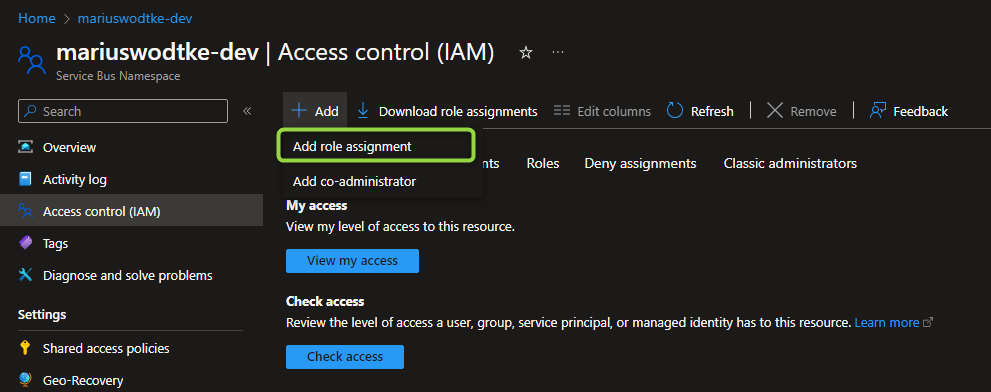 Home > mariuswodtke-dev
mariuswodtke-dev | Access control (IAM)
Service Bus Namespace
Search
Add
Download role assignments
Edit columns
Refresh
Remove
Feedback
Add role assignment
Add co-administrator
nts
Roles
Deny assignments
Classic administrators
Overview
Activity log
Access control (IAM)
Tags
Diagnose and solve problems
Settings
Shared access policies
Geo-Recovery
My access
View my level of access to this resource.
View my access
Check access
Review the level of access a user, group, service principal, or managed identity has to this resource. Learn more
Check access